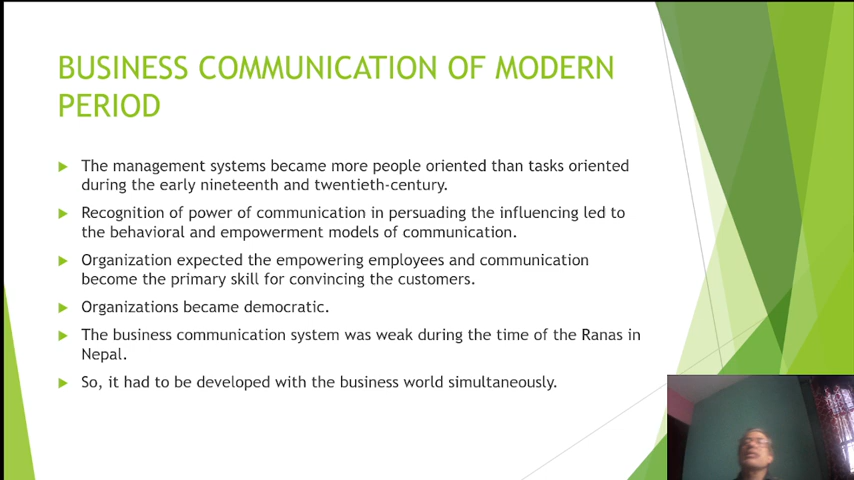 BUSINESS COMMUNICATION OF MODERN
PERIOD
The management systems became more people oriented than tasks oriented
during the early nineteenth and twentieth-century.
Recognition of power of communication in persuading the influencing led to
the behavioral and empowerment models of communication.
Organization expected the empowering employees and communication
become the primary skill for convincing the customers.
Organizations became democratic.
The business communication system was weak during the time of the Ranas in
Nepal.
So, it had to be developed with the business world simultaneously.